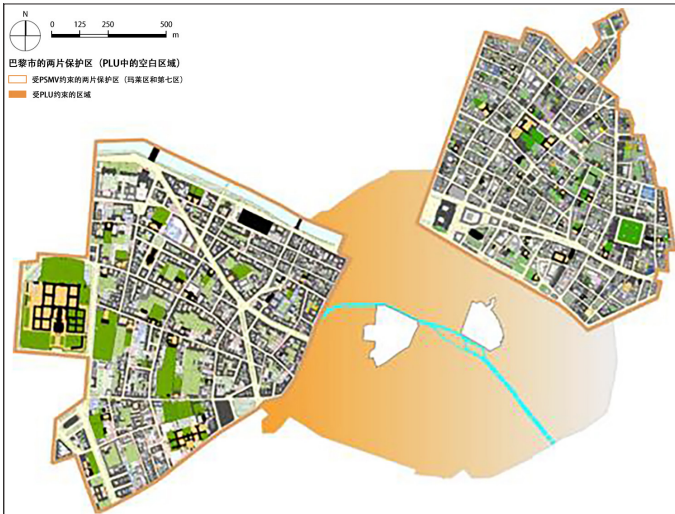 N
0 125 250 500
m
巴黎市的两片保护区（PLU中的空白区域）
受PSMV约束的两片保护区（玛莱区和第七区）
受PLU约束的区域